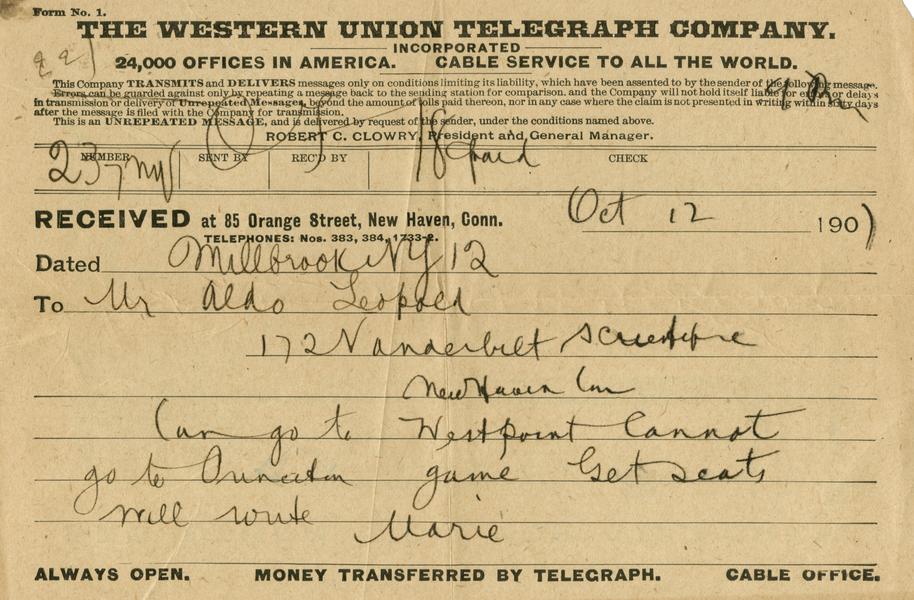 Form No. 1.
THE WESTERN UNION TELEGRAPH COMPANY.
INCORPORATED
24,000 OFFICES IN AMERICA. CABLE SERVICE TO ALL THE WORLD.
This Company TRANSMITS and DELIVERS messages only on conditions limiting its liability, which have been assented to by the sender of the following message.
Errors can be guarded against only by repeating a message back to the sending station for comparison, and the Company will not hold itself liable for errors or delays
in transmission or delivery of Unrepeated Messages, beyond the amount of tolls paid thereon, nor in any case where the claim is not presented in writing within sixty days
after the message is filed with the Company for transmission.
This is an UNREPEATED MESSAGE, and is delivered by request of the sender, under the conditions named above.
ROBERT C. CLOWRY, President and General Manager.
NUMBER SENT BY REC'D BY CHECK
237 NY paid
RECEIVED at 85 Orange Street, New Haven, Conn. Oct 12 190)
TELEPHONES: Nos. 383, 384, 1733-2.
Dated Millbrook NY 12
To Mr Aldo Leopold
172 Vanderbilt Scientific
New Haven Conn
Can go to Westpoint Cannot
go to Princeton game Get seats
will write Marie
ALWAYS OPEN. MONEY TRANSFERRED BY TELEGRAPH. CABLE OFFICE.